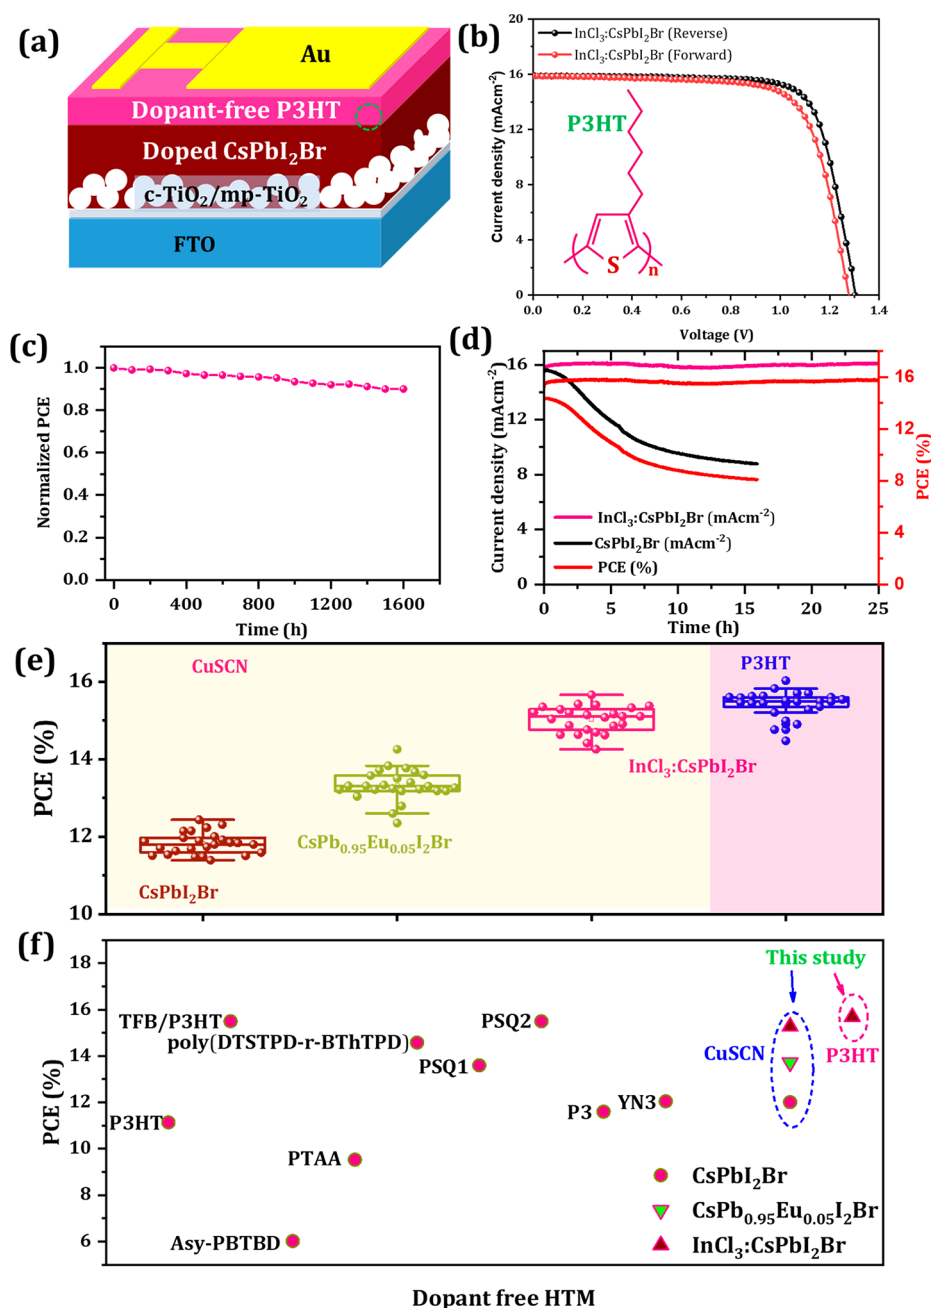 (a)
Au
Dopant-free P3HT
Doped CsPbI₂Br
c-TiO₂/mp-TiO₂
FTO
(b)
InCl₃:CsPbI₂Br (Reverse)
InCl₃:CsPbI₂Br (Forward)
20
16
12
8
4
0
Current density (mAcm⁻²)
P3HT
S
n
0.0 0.2 0.4 0.6 0.8 1.0 1.2 1.4
Voltage (V)
(c)
1.0
0.8
0.6
0.4
0.2
0.0
Normalized PCE
0 400 800 1200 1600
Time (h)
(d)
16
12
8
4
0
Current density (mAcm⁻²)
InCl₃:CsPbI₂Br (mAcm⁻²)
CsPbI₂Br (mAcm⁻²)
PCE (%)
16
12
8
4
0
PCE (%)
0 5 10 15 20 25
Time (h)
(e)
16
14
12
10
PCE (%)
CuSCN
P3HT
InCl₃:CsPbI₂Br
CsPb₀.₉₅Eu₀.₀₅I₂Br
CsPbI₂Br
(f)
18
16
14
12
10
8
6
PCE (%)
This study
TFB/P3HT
poly(DTSTPD-r-BThTPD)
PSQ2
PSQ1
CuSCN
P3HT
P3HT
P3
YN3
PTAA
Asy-PBTBD
CsPbI₂Br
CsPb₀.₉₅Eu₀.₀₅I₂Br
InCl₃:CsPbI₂Br
Dopant free HTM